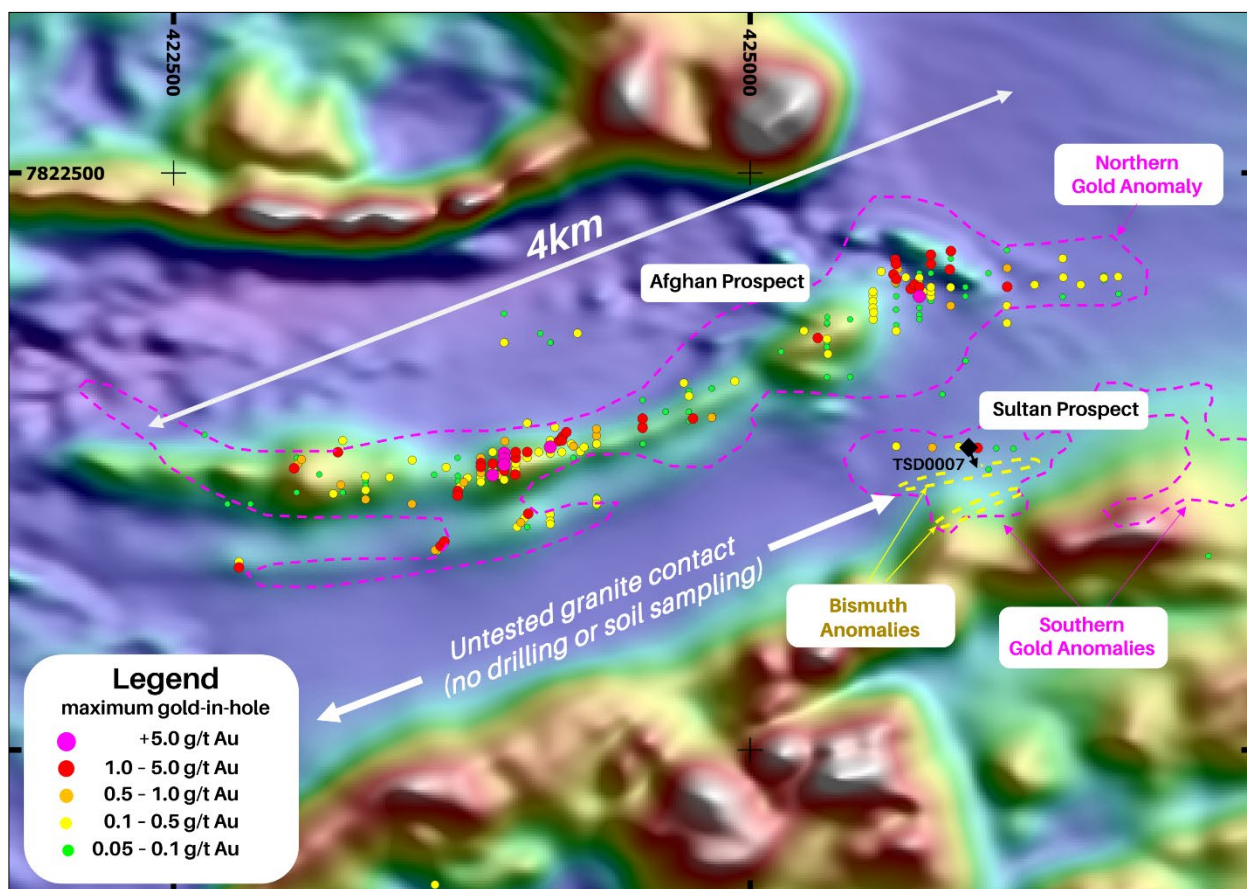 422500
425000
7822500
Northern
Gold Anomaly
4km
Afghan Prospect
Sultan Prospect
TSD0007
Untested granite contact
(no drilling or soil sampling)
Bismuth
Anomalies
Southern
Gold Anomalies
Legend
maximum gold-in-hole
+5.0 g/t Au
1.0 – 5.0 g/t Au
0.5 – 1.0 g/t Au
0.1 – 0.5 g/t Au
0.05 – 0.1 g/t Au